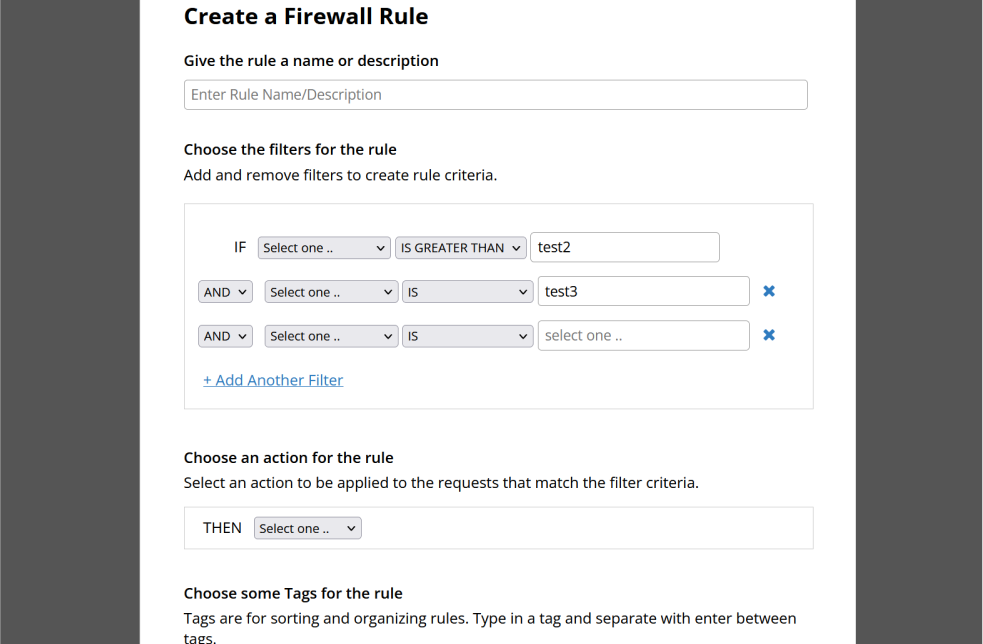 Create a Firewall Rule
Give the rule a name or description
Enter Rule Name/Description
Choose the filters for the rule
Add and remove filters to create rule criteria.
IF Select one .. IS GREATER THAN test2
AND Select one .. IS test3
AND Select one .. IS select one ..
+ Add Another Filter
Choose an action for the rule
Select an action to be applied to the requests that match the filter criteria.
THEN Select one ..
Choose some Tags for the rule
Tags are for sorting and organizing rules. Type in a tag and separate with enter between
tags.